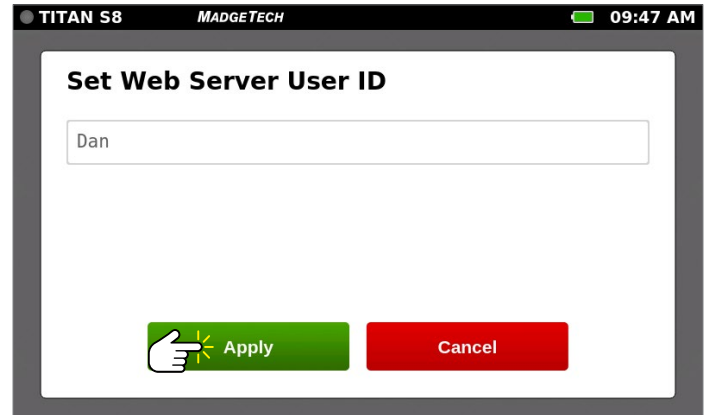 TITAN S8 MADGETECH 09:47 AM
Set Web Server User ID
Dan
Apply Cancel